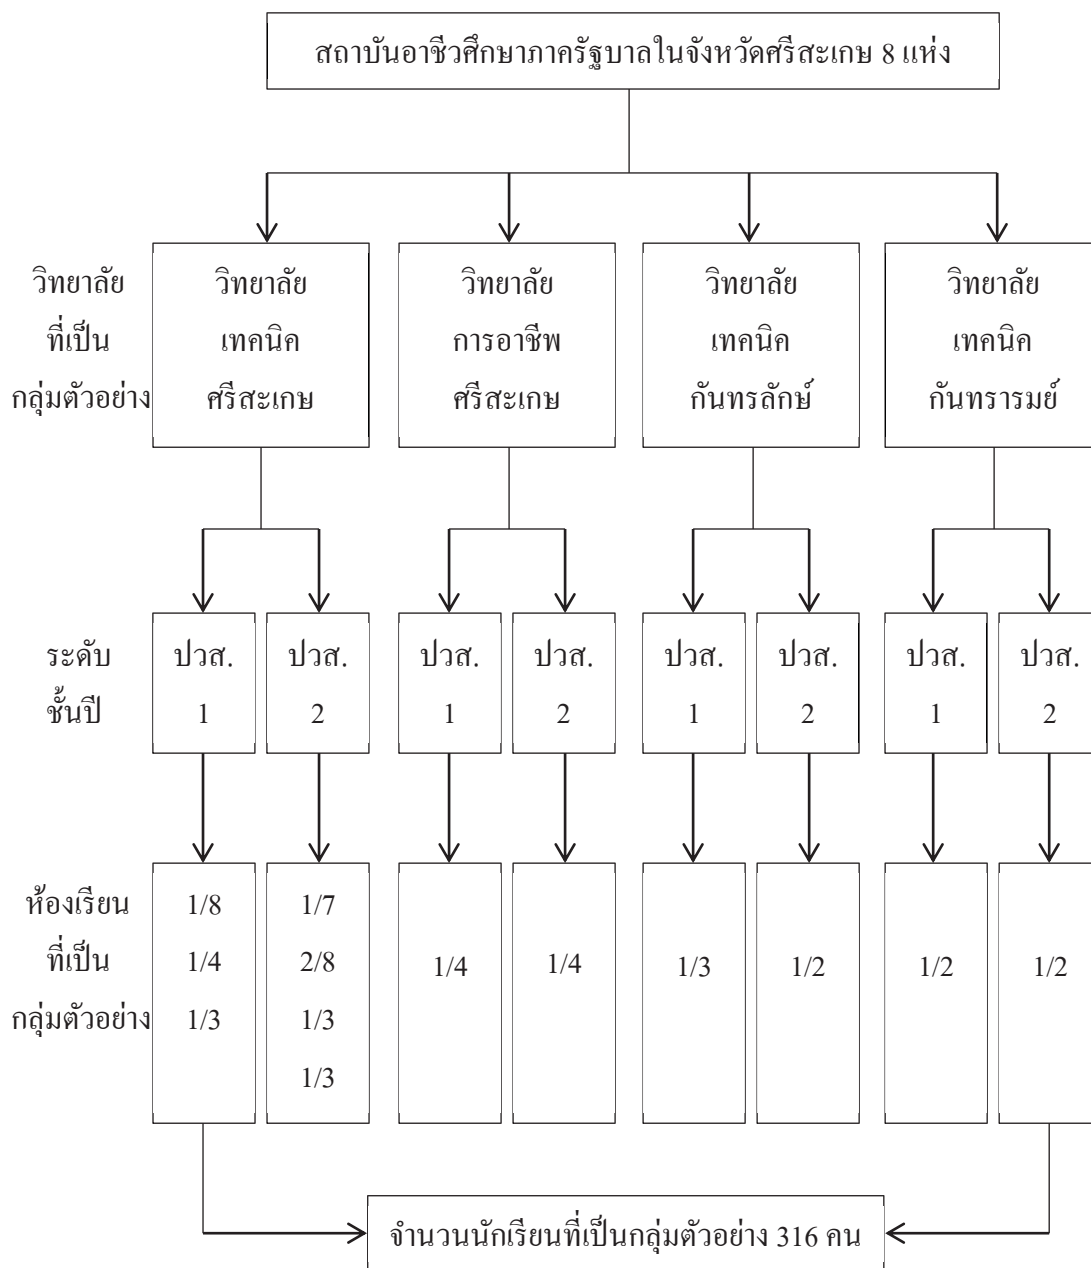 สถาบันอาชีวศึกษาภาครัฐบาลในจังหวัดศรีสะเกษ 8 แห่ง
วิทยาลัย
ที่เป็น
กลุ่มตัวอย่าง
วิทยาลัย
เทคนิค
ศรีสะเกษ
วิทยาลัย
การอาชีพ
ศรีสะเกษ
วิทยาลัย
เทคนิค
กันทรลักษ์
วิทยาลัย
เทคนิค
กันทรารมย์
ระดับ
ชั้นปี
ปวส.
1
ปวส.
2
ปวส.
1
ปวส.
2
ปวส.
1
ปวส.
2
ปวส.
1
ปวส.
2
ห้องเรียน
ที่เป็น
กลุ่มตัวอย่าง
1/8
1/4
1/3
1/7
2/8
1/3
1/3
1/4
1/4
1/3
1/2
1/2
1/2
จำนวนนักเรียนที่เป็นกลุ่มตัวอย่าง 316 คน